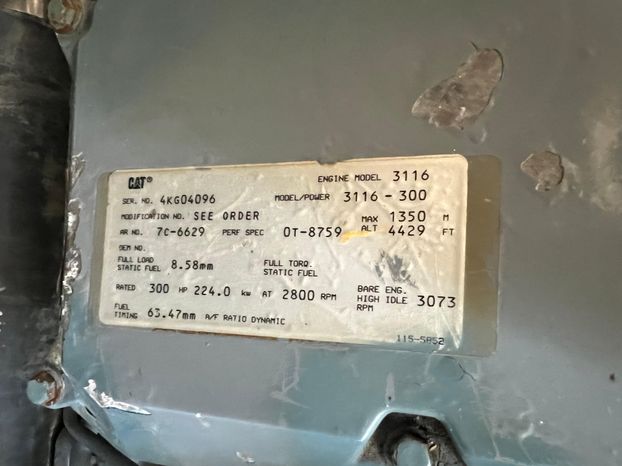 CAT® ENGINE MODEL 3116
SER. NO. 4KG04096 MODEL/POWER 3116-300
MODIFICATION NO. SEE ORDER MAX ALT 1350 M
AR NO. 7C-6629 PERF SPEC 0T-8759 4429 FT
OEM NO.
FULL LOAD STATIC FUEL 8.58mm FULL TORQ. STATIC FUEL
RATED 300 HP 224.0 kw AT 2800 RPM BARE ENG. HIGH IDLE RPM 3073
FUEL TIMING 63.47mm A/F RATIO DYNAMIC
115-5852